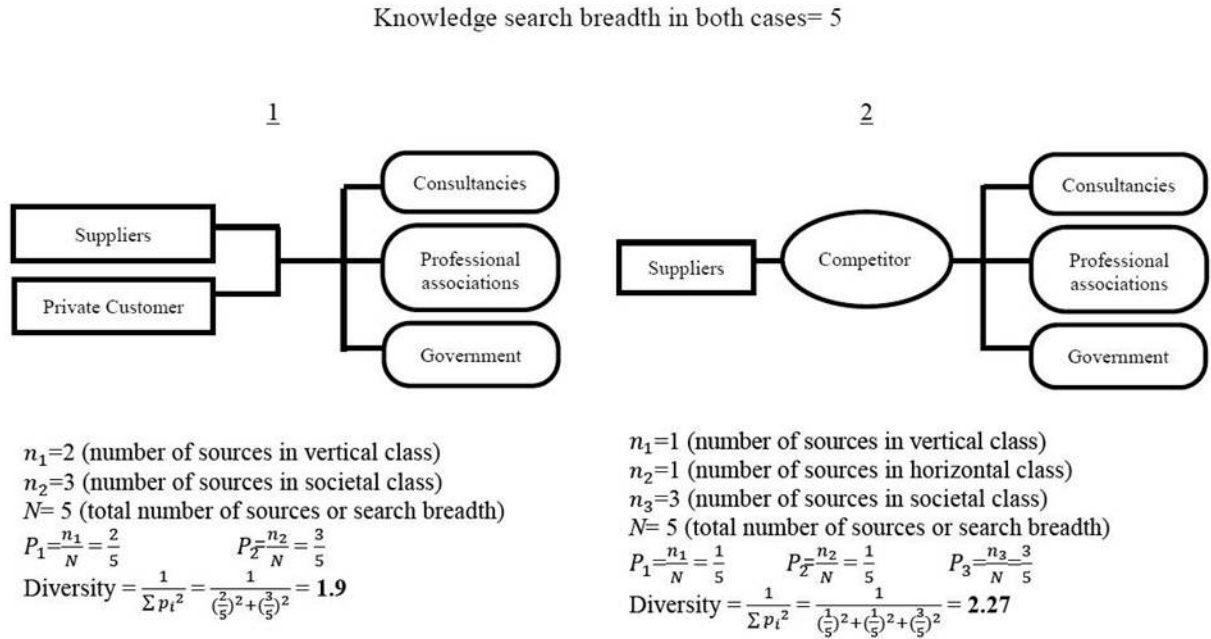 Knowledge search breadth in both cases= 5
1
Suppliers
Private Customer
Consultancies
Professional
associations
Government
n₁=2 (number of sources in vertical class)
n₂=3 (number of sources in societal class)
N= 5 (total number of sources or search breadth)
P₁=n₁/N = 2/5 P₂=n₂/N = 3/5
Diversity = 1/∑pᵢ² = 1/((2/5)²+(3/5)²) = 1.9
2
Suppliers
Competitor
Consultancies
Professional
associations
Government
n₁=1 (number of sources in vertical class)
n₂=1 (number of sources in horizontal class)
n₃=3 (number of sources in societal class)
N= 5 (total number of sources or search breadth)
P₁=n₁/N = 1/5 P₂=n₂/N = 1/5 P₃=n₃/N=3/5
Diversity = 1/∑pᵢ² = 1/((1/5)²+(1/5)²+(3/5)²) = 2.27